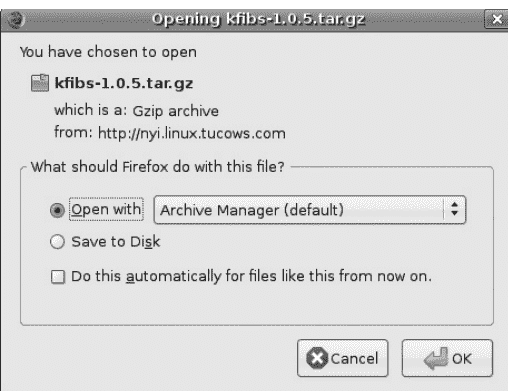 Opening kfibs-1.0.5.tar.gz
You have chosen to open
kfibs-1.0.5.tar.gz
which is a: Gzip archive
from: http://nyi.linux.tucows.com
What should Firefox do with this file?
Open with Archive Manager (default)
Save to Disk
Do this automatically for files like this from now on.
Cancel OK